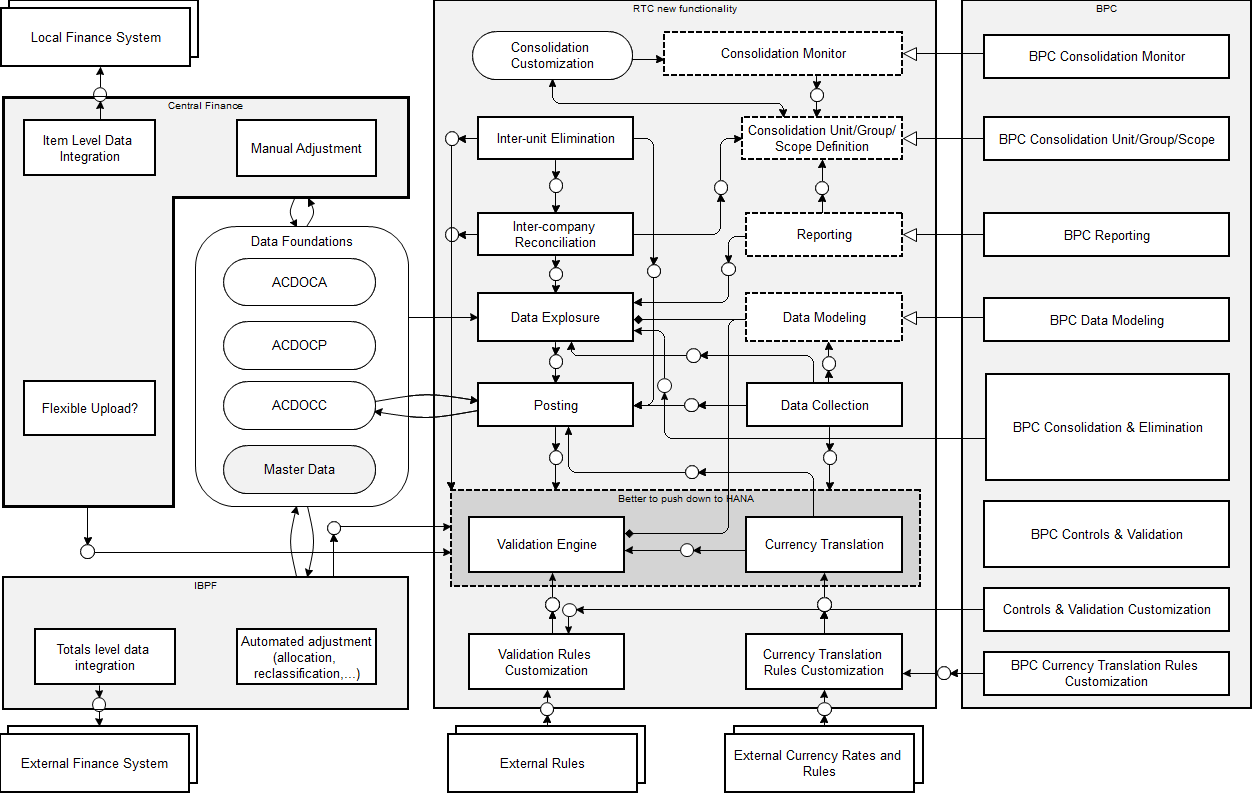 Local Finance System
Central Finance
Item Level Data
Integration
Manual Adjustment
Flexible Upload?
Data Foundations
ACDOCA
ACDOCP
ACDOCC
Master Data
IBPF
Totals level data
integration
Automated adjustment
(allocation,
reclassification,...)
External Finance System
RTC new functionality
Consolidation
Customization
Consolidation Monitor
Inter-unit Elimination
Consolidation Unit/Group/
Scope Definition
Inter-company
Reconciliation
Reporting
Data Explosure
Data Modeling
Posting
Data Collection
Better to push down to HANA
Validation Engine
Currency Translation
Validation Rules
Customization
Currency Translation
Rules Customization
External Rules
External Currency Rates and
Rules
BPC
BPC Consolidation Monitor
BPC Consolidation Unit/Group/Scope
BPC Reporting
BPC Data Modeling
BPC Consolidation & Elimination
BPC Controls & Validation
Controls & Validation Customization
BPC Currency Translation Rules
Customization